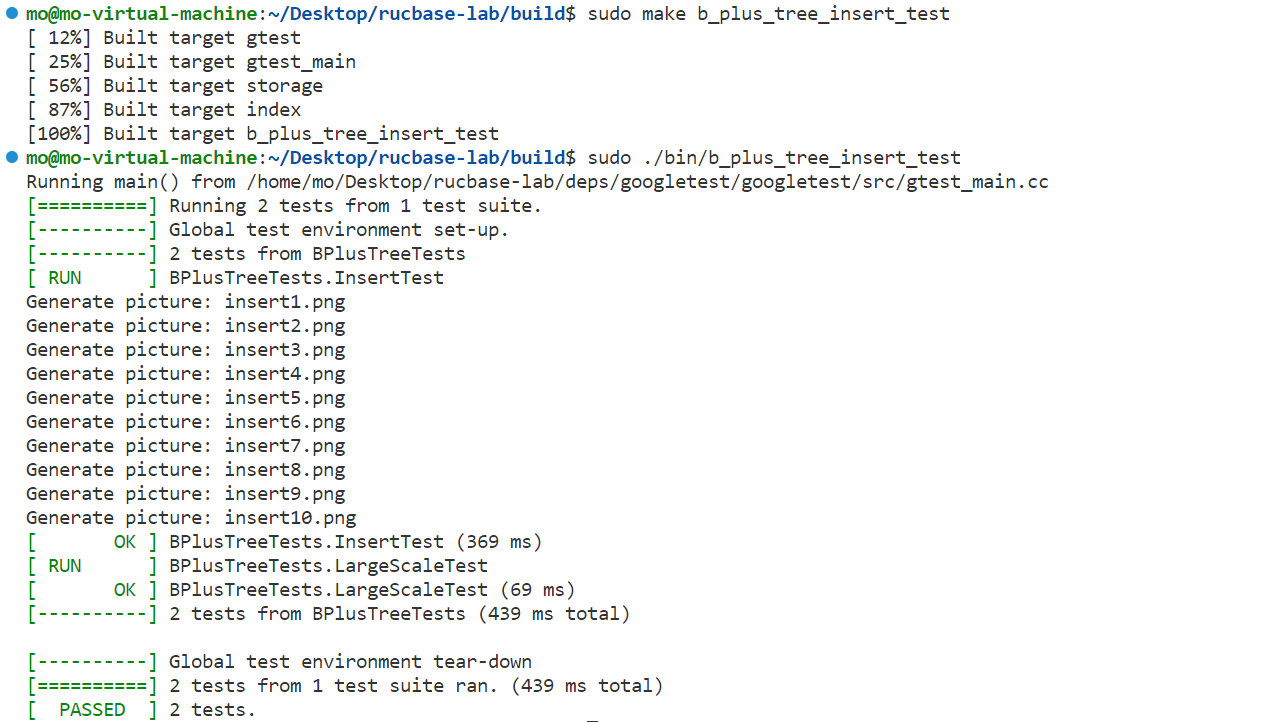 mo@mo-virtual-machine:~/Desktop/rucbase-lab/build$ sudo make b_plus_tree_insert_test
[ 12%] Built target gtest
[ 25%] Built target gtest_main
[ 56%] Built target storage
[ 87%] Built target index
[100%] Built target b_plus_tree_insert_test
mo@mo-virtual-machine:~/Desktop/rucbase-lab/build$ sudo ./bin/b_plus_tree_insert_test
Running main() from /home/mo/Desktop/rucbase-lab/deps/googletest/googletest/src/gtest_main.cc
[==========] Running 2 tests from 1 test suite.
[----------] Global test environment set-up.
[----------] 2 tests from BPlusTreeTests
[ RUN      ] BPlusTreeTests.InsertTest
Generate picture: insert1.png
Generate picture: insert2.png
Generate picture: insert3.png
Generate picture: insert4.png
Generate picture: insert5.png
Generate picture: insert6.png
Generate picture: insert7.png
Generate picture: insert8.png
Generate picture: insert9.png
Generate picture: insert10.png
[       OK ] BPlusTreeTests.InsertTest (369 ms)
[ RUN      ] BPlusTreeTests.LargeScaleTest
[       OK ] BPlusTreeTests.LargeScaleTest (69 ms)
[----------] 2 tests from BPlusTreeTests (439 ms total)

[----------] Global test environment tear-down
[==========] 2 tests from 1 test suite ran. (439 ms total)
[  PASSED  ] 2 tests.